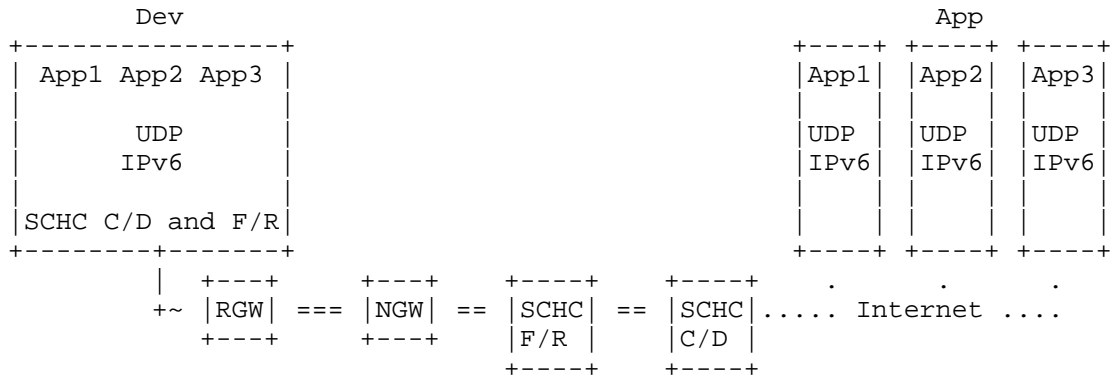 Dev App
App1 App2 App3 App1 App2 App3
UDP UDP UDP UDP
IPv6 IPv6 IPv6 IPv6
SCHC C/D and F/R
RGW === NGW == SCHC == SCHC ..... Internet ....
F/R C/D